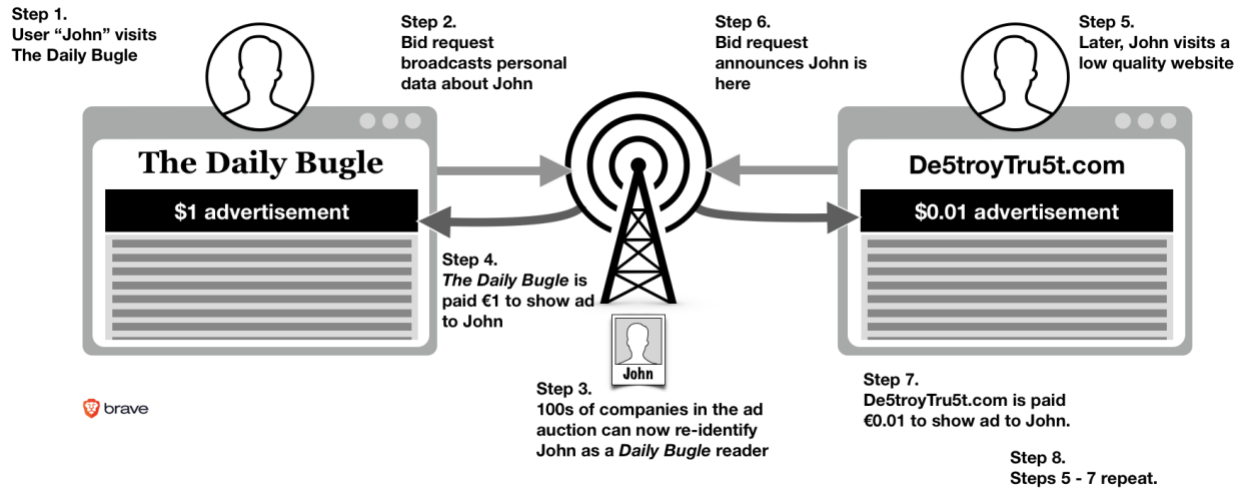 Step 1.
User “John” visits
The Daily Bugle
Step 2.
Bid request
broadcasts personal
data about John
Step 6.
Bid request
announces John is
here
Step 5.
Later, John visits a
low quality website
The Daily Bugle
$1 advertisement
De5troyTru5t.com
$0.01 advertisement
Step 4.
The Daily Bugle is
paid €1 to show ad
to John
John
Step 3.
100s of companies in the ad
auction can now re-identify
John as a Daily Bugle reader
Step 7.
De5troyTru5t.com is paid
€0.01 to show ad to John.
Step 8.
Steps 5 - 7 repeat.
brave